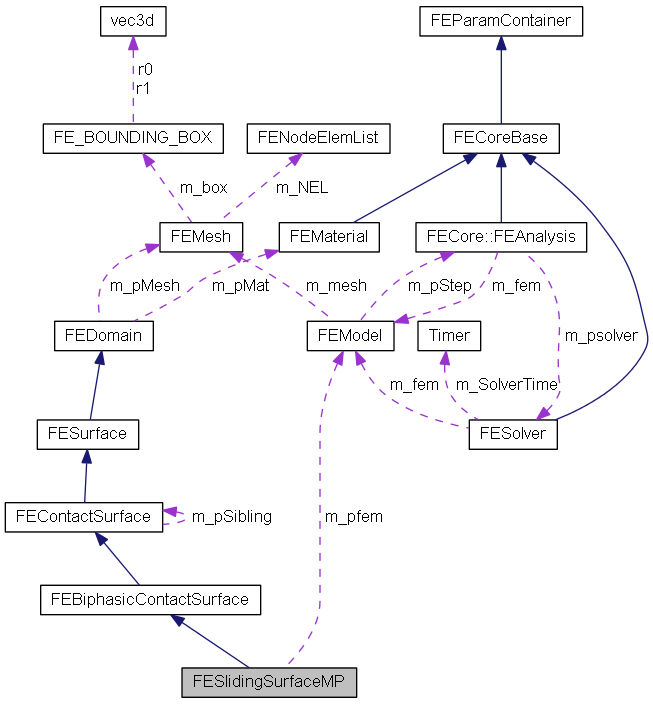 vec3d
FEParamContainer
r0
r1
FE_BOUNDING_BOX
FENodeElemList
FECoreBase
m_box
m_NEL
FEMesh
FEMaterial
FECore::FEAnalysis
m_pMesh
m_pMat
m_mesh
m_pStep
m_fem
FEDomain
FEModel
Timer
m_psolver
m_fem
m_SolverTime
FESurface
FESolver
FEContactSurface
m_pSibling
m_pfem
FEBiphasicContactSurface
FESlidingSurfaceMP